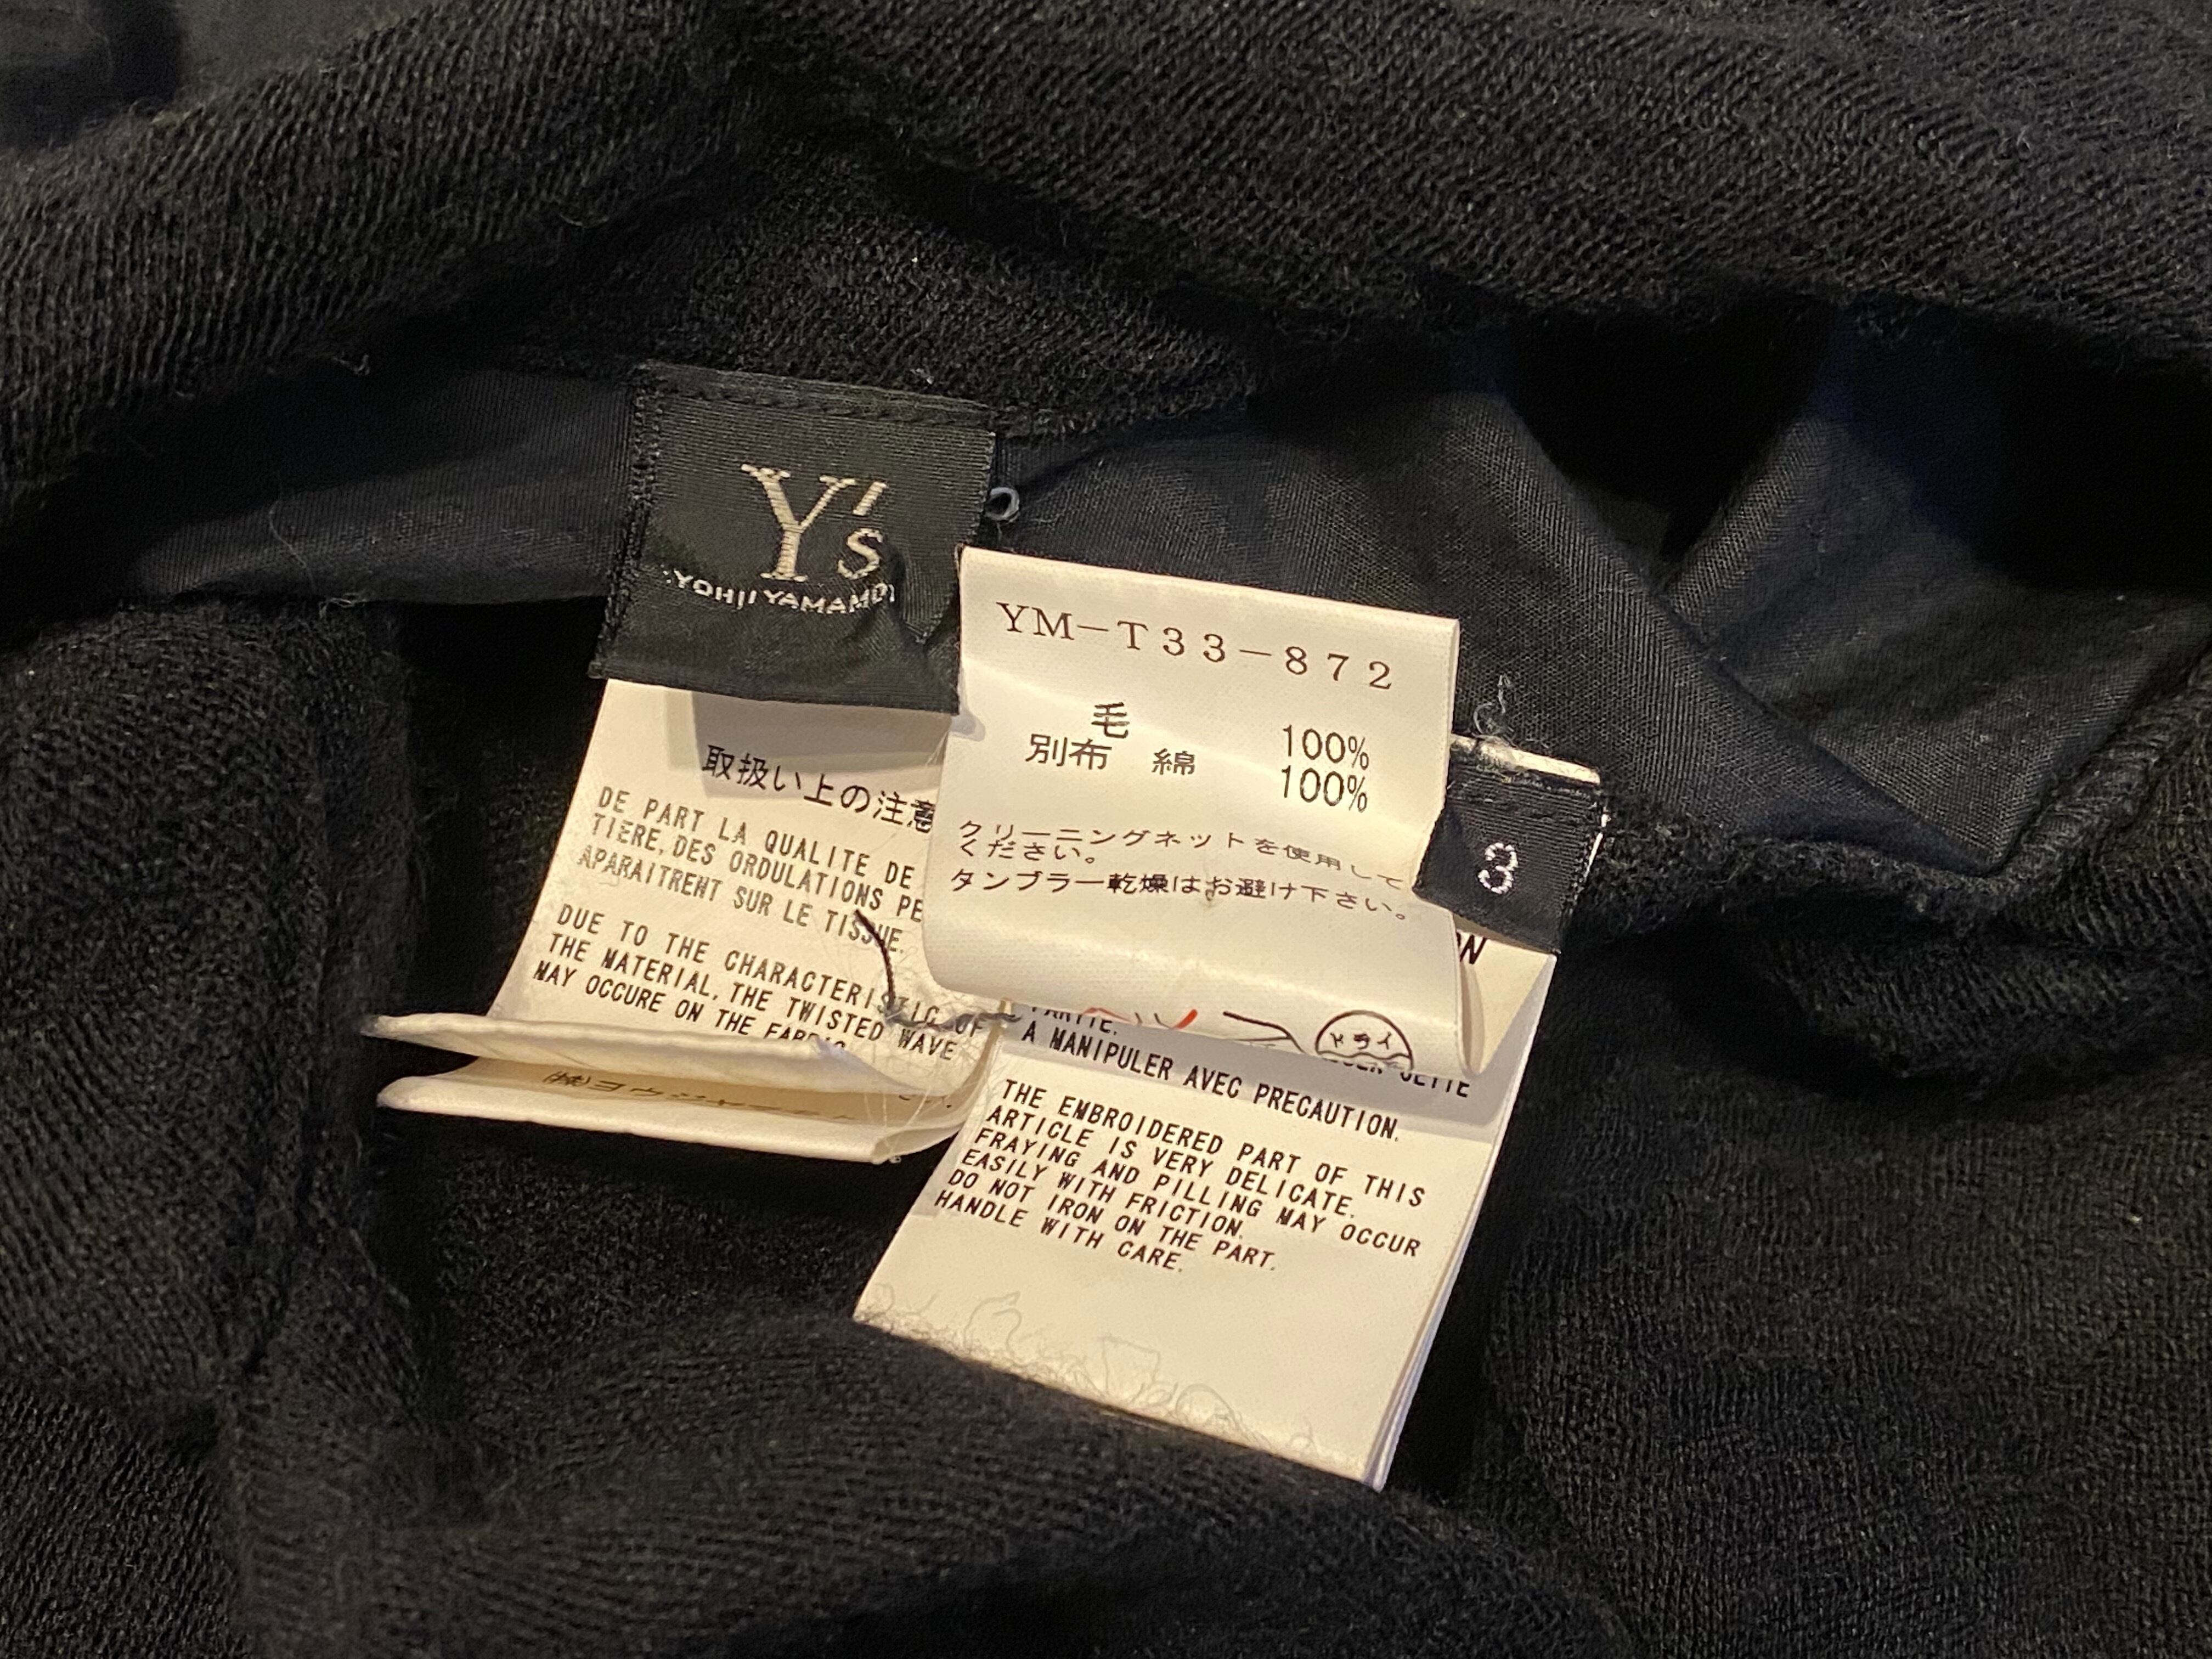 Y's
YOHJI YAMAMO
取扱い上の注意
DE PART LA QUALITE DE
TIERE, DES ORDULATIONS PE
APARAITRENT SUR LE TISSUE.
DUE TO THE CHARACTERISTIC OF
THE MATERIAL, THE TWISTED WAVE
MAY OCCURE ON THE FABRIC
YM-T33-872
毛 100%
別布 綿 100%
クリーニングネットを使用して
ください。
タンブラー乾燥はお避け下さい。
ドライ
3
ON
PARTIE.
A MANIPULER AVEC PRECAUTION.
THE EMBROIDERED PART OF THIS
ARTICLE IS VERY DELICATE.
FRAYING AND PILLING MAY OCCUR
EASILY WITH FRICTION.
DO NOT IRON ON THE PART.
HANDLE WITH CARE.